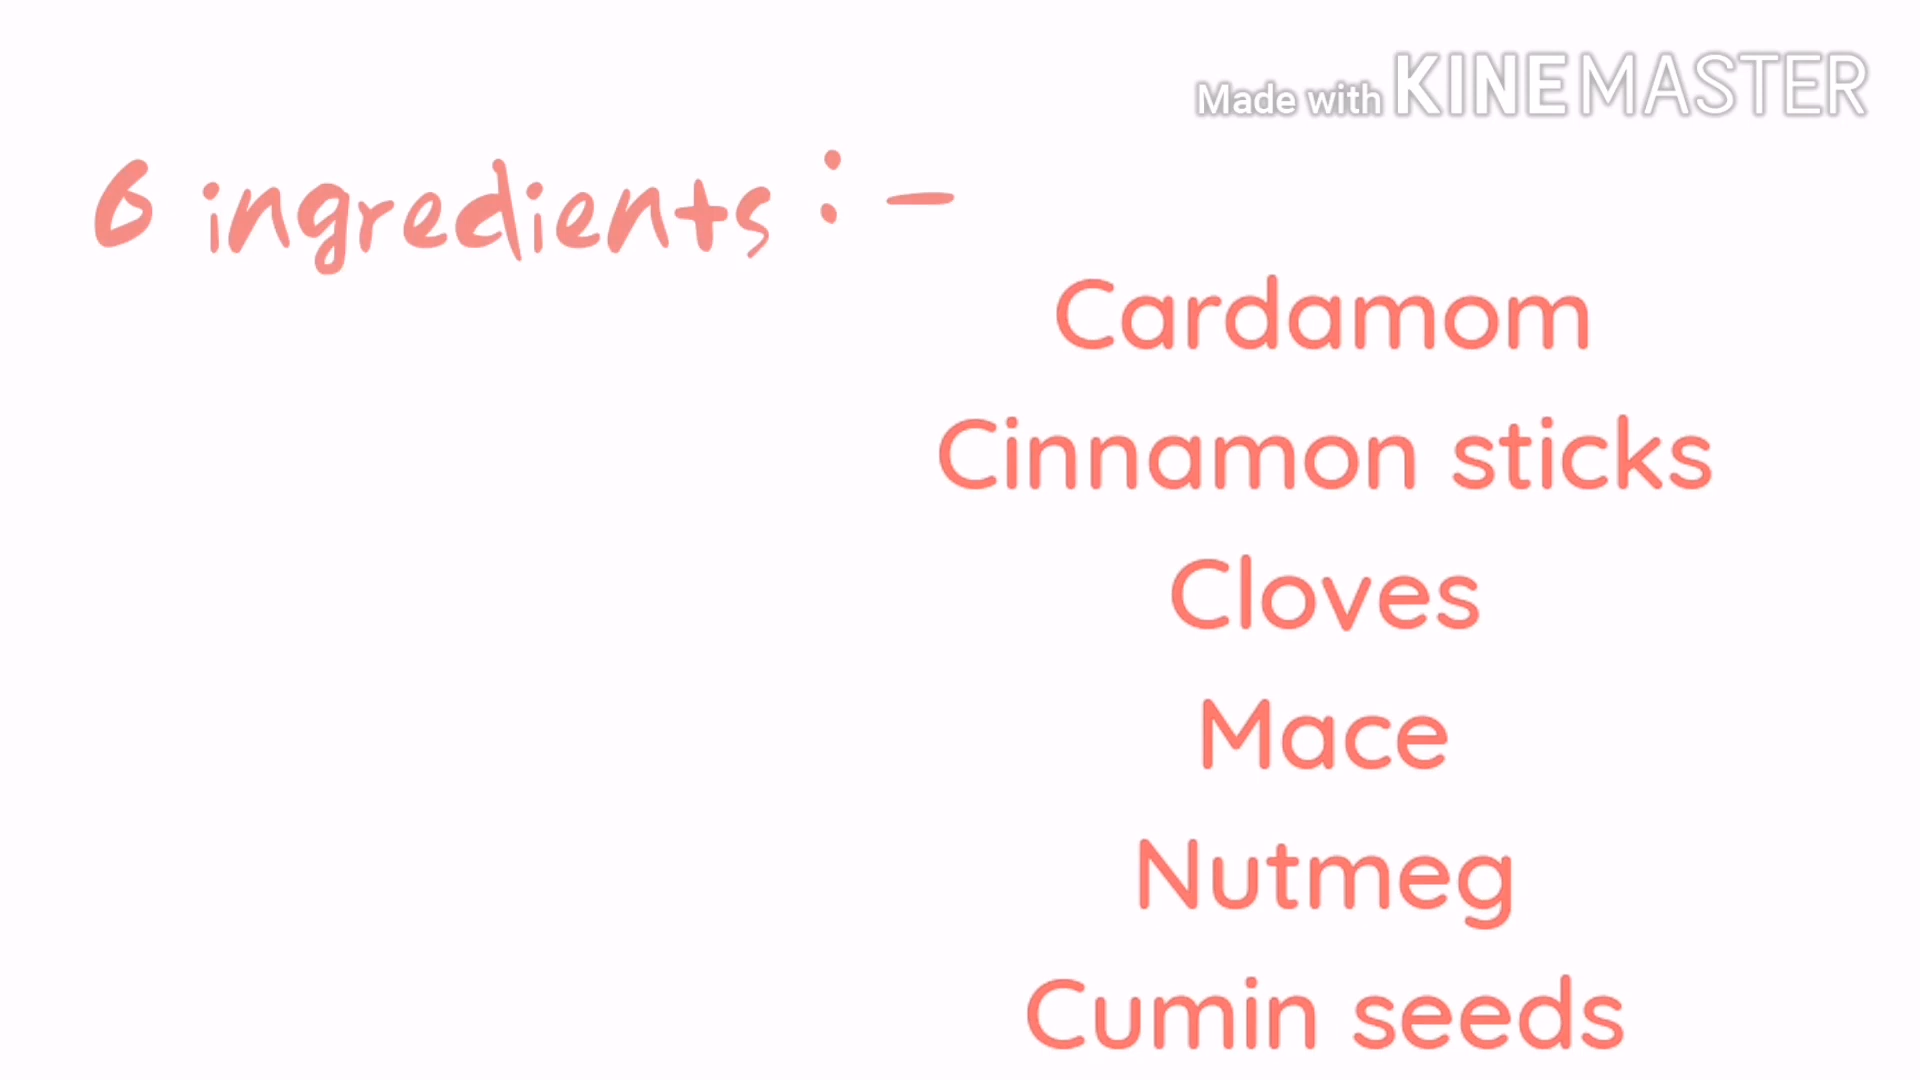 Made with KINEMASTER
6 ingredients : -
Cardamom
Cinnamon sticks
Cloves
Mace
Nutmeg
Cumin seeds